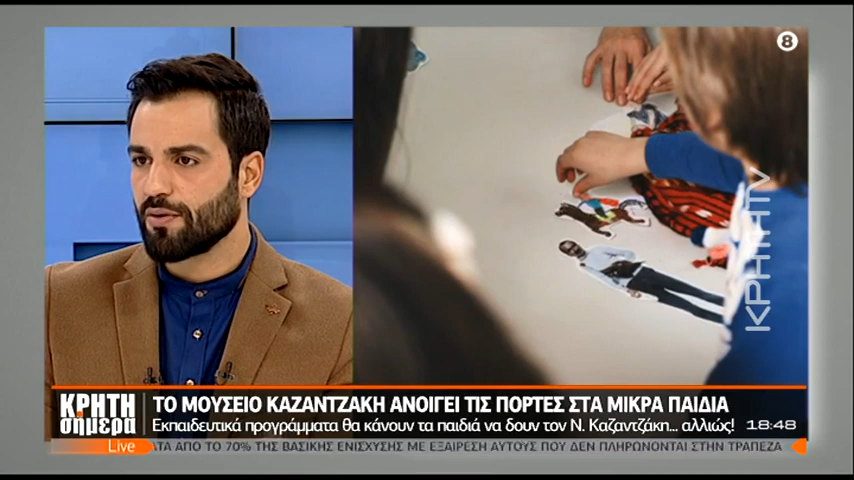 8
ΚΡΗΤΗTV
ΚΡΗΤΗ
σήμερα
ΤΟ ΜΟΥΣΕΙΟ ΚΑΖΑΝΤΖΑΚΗ ΑΝΟΙΓΕΙ ΤΙΣ ΠΟΡΤΕΣ ΣΤΑ ΜΙΚΡΑ ΠΑΙΔΙΑ
Εκπαιδευτικά προγράμματα θα κάνουν τα παιδιά να δουν τον Ν. Καζαντζάκη... αλλιώς!
18:48
Live
ΑΤΑ ΑΠΟ ΤΟ 70% ΤΗΣ ΒΑΣΙΚΗΣ ΕΝΙΣΧΥΣΗΣ ΜΕ ΕΞΑΙΡΕΣΗ ΑΥΤΟΥΣ ΠΟΥ ΔΕΝ ΠΛΗΡΩΝΟΝΤΑΙ ΣΤΗΝ ΤΡΑΠΕΖΑ